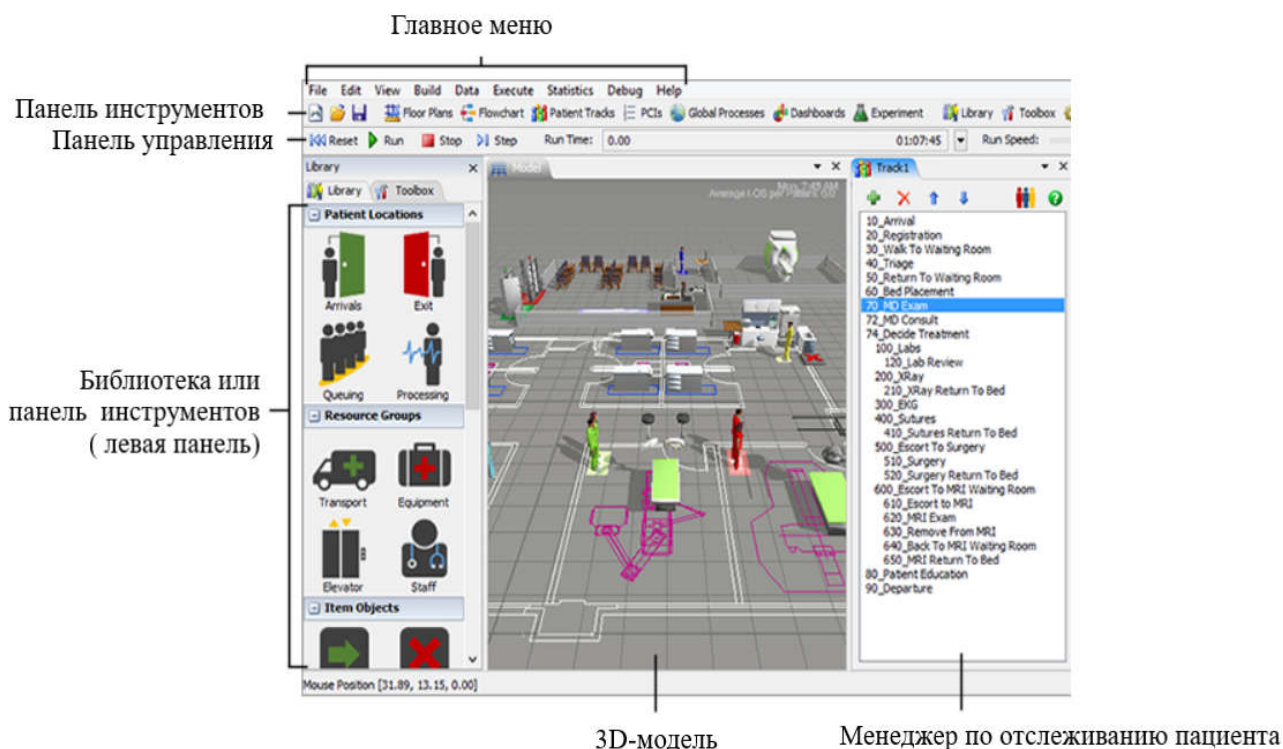 Главное меню
Панель инструментов
Панель управления
Библиотека или
панель инструментов
( левая панель)
File Edit View Build Data Execute Statistics Debug Help
Floor Plans Flowchart Patient Tracks PCIs Global Processes Dashboards Experiment Library Toolbox
Reset Run Stop Step Run Time: 0.00 01:07:45 Run Speed:
Library
Library Toolbox
Patient Locations
Arrivals Exit
Queuing Processing
Resource Groups
Transport Equipment
Elevator Staff
Item Objects
Model
Average LOS per Patient: 0.0
Track1
10_Arrival
20_Registration
30_Walk To Waiting Room
40_Triage
50_Return To Waiting Room
60_Bed Placement
70_MD Exam
72_MD Consult
74_Decide Treatment
100_Labs
120_Lab Review
200_XRay
210_XRay Return To Bed
300_EKG
400_Sutures
410_Sutures Return To Bed
500_Escort To Surgery
510_Surgery
520_Surgery Return To Bed
600_Escort To MRI Waiting Room
610_Escort to MRI
620_MRI Exam
630_Remove From MRI
640_Back To MRI Waiting Room
650_MRI Return To Bed
80_Patient Education
90_Departure
Mouse Position [31.89, 13.15, 0.00]
3D-модель
Менеджер по отслеживанию пациента